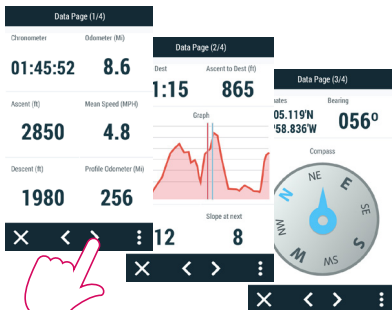 Data Page (1/4)
Chronometer Odometer (Mi)
01:45:52 8.6
Ascent (ft) Mean Speed (MPH)
2850 4.8
Descent (ft) Profile Odometer (Mi)
1980 256
Data Page (2/4)
Dest Ascent to Dest (ft)
1:15 865
Graph
Slope at next
12 8
Data Page (3/4)
nates Bearing
05.119'N 056º
58.836'W
Compass
N
NE
E
SE
S
SW
W
NW